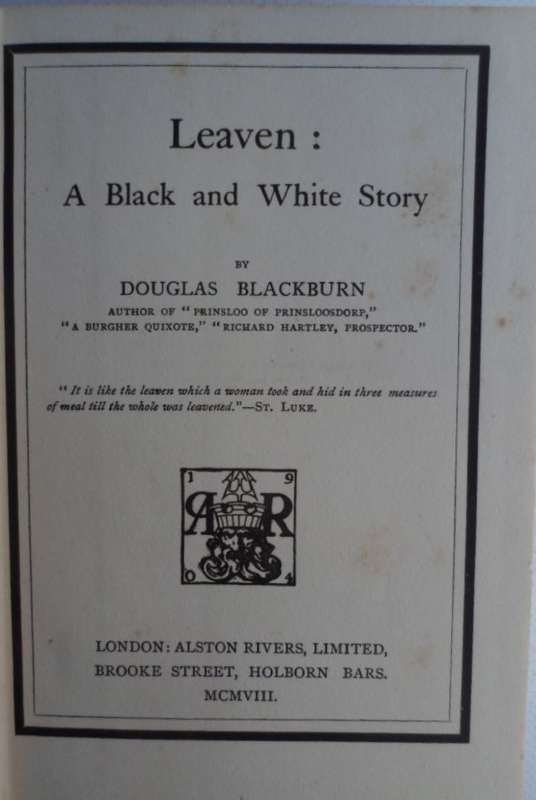 Leaven :
A Black and White Story
BY
DOUGLAS BLACKBURN
AUTHOR OF "PRINSLOO OF PRINSLOOSDORP,"
"A BURGHER QUIXOTE," "RICHARD HARTLEY, PROSPECTOR."
"It is like the leaven which a woman took and hid in three measures
of meal till the whole was leavened."—ST. LUKE.
1 9
A R
0 4
LONDON: ALSTON RIVERS, LIMITED,
BROOKE STREET, HOLBORN BARS.
MCMVIII.